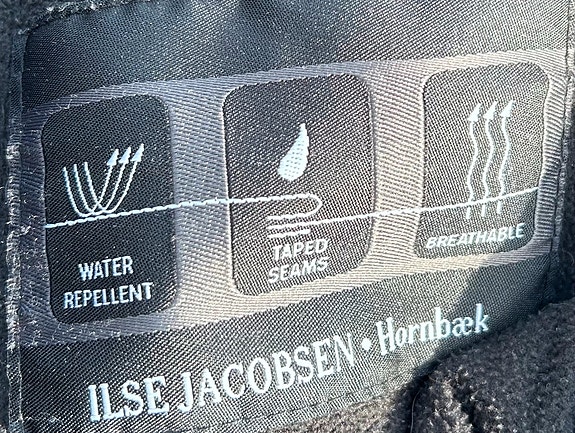 WATER
REPELLENT
TAPED
SEAMS
BREATHABLE
ILSE JACOBSEN • Hornbæk